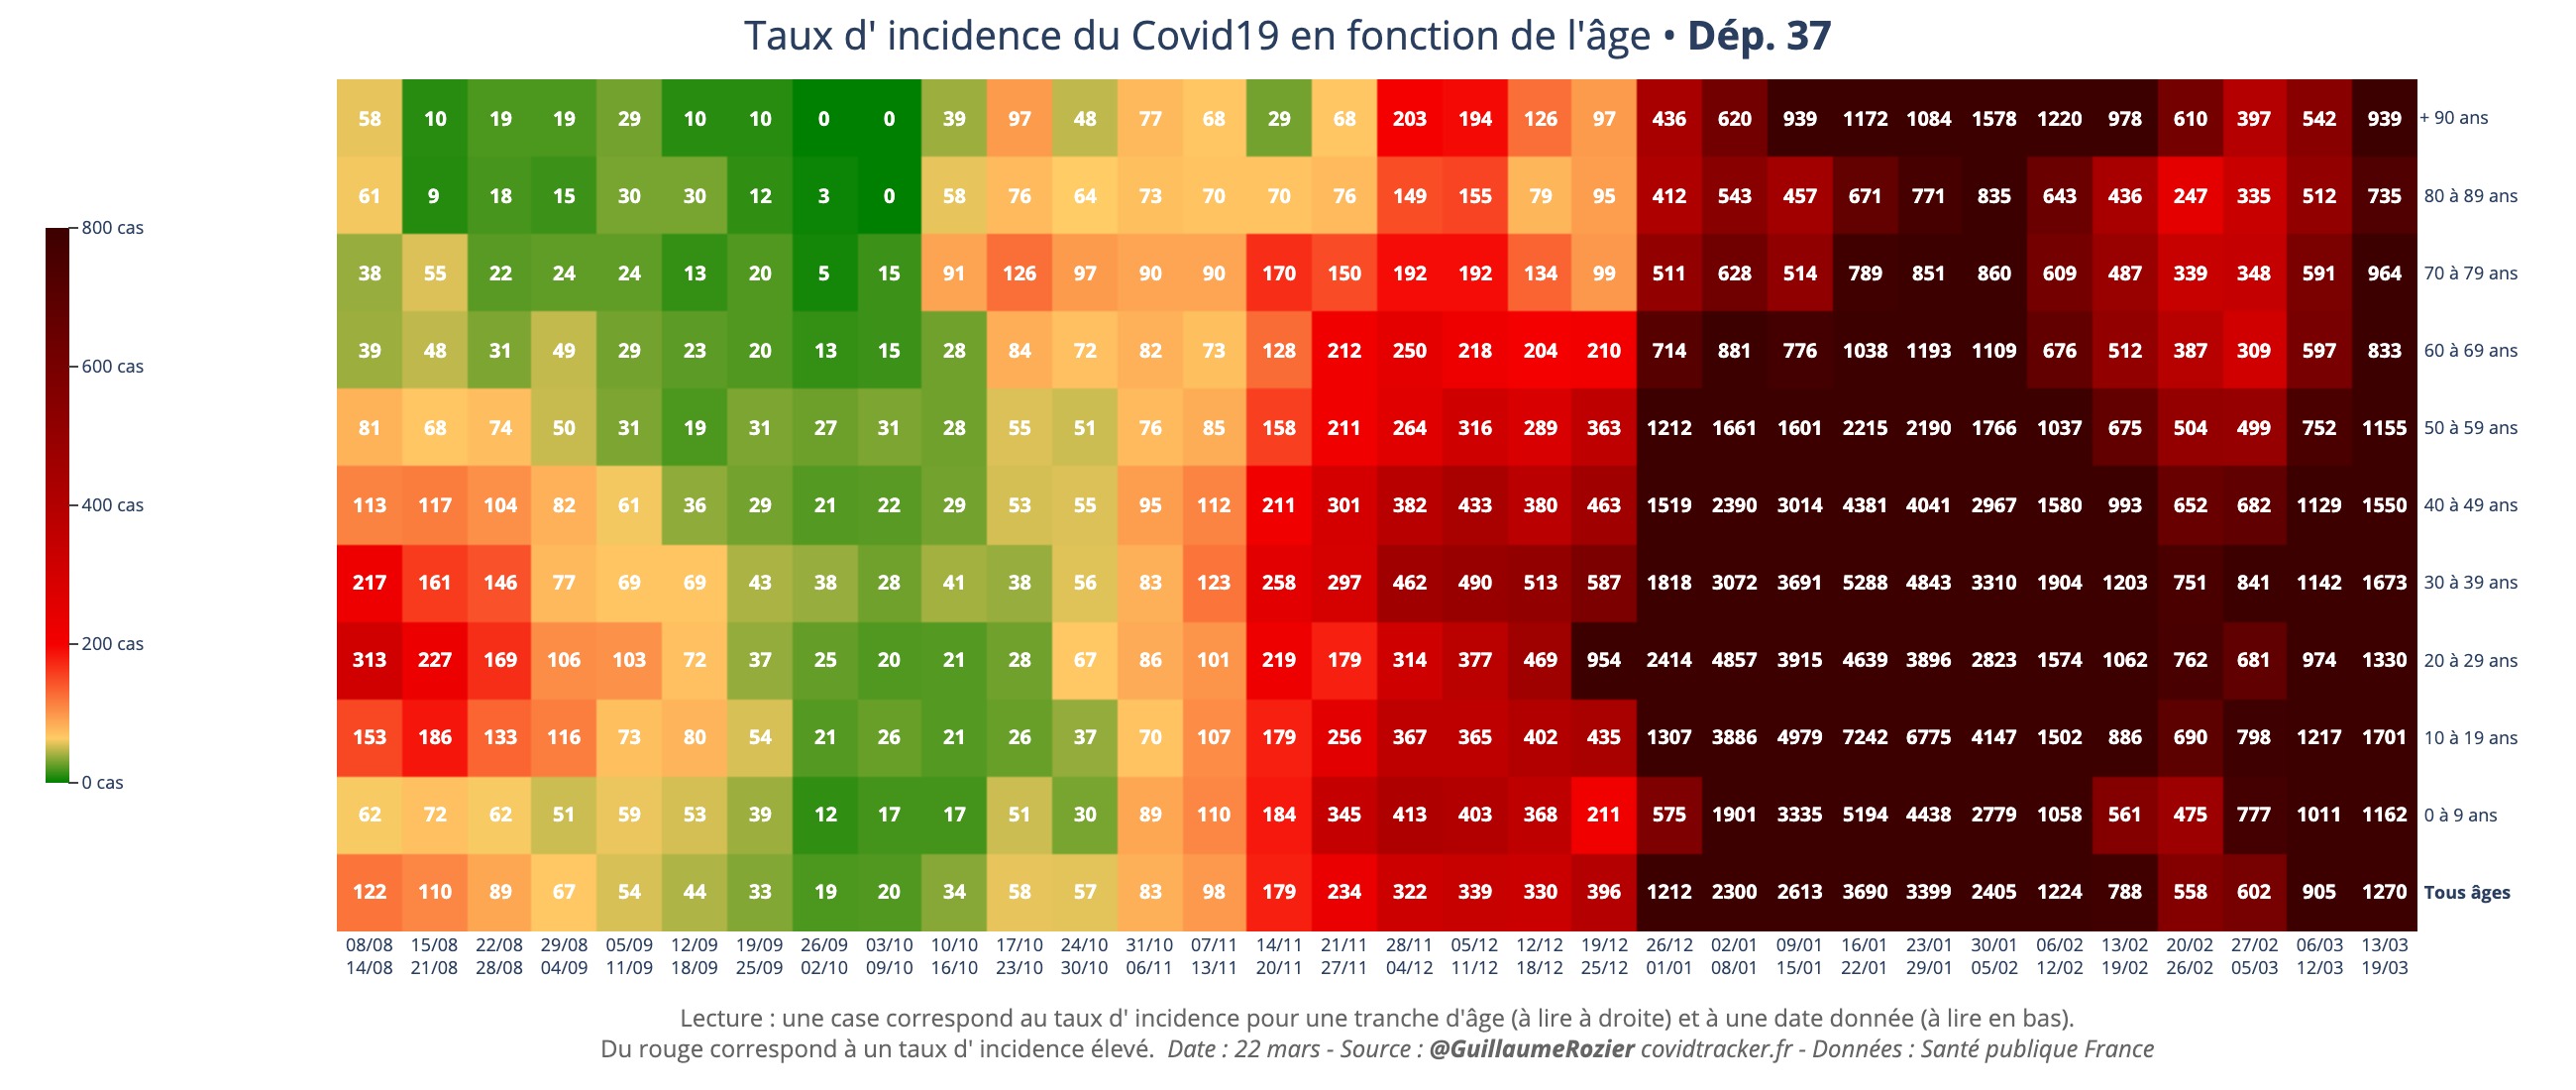 Taux d' incidence du Covid19 en fonction de l'âge • Dép. 37
58 10 19 19 29 10 10 0 0 39 97 48 77 68 29 68 203 194 126 97 436 620 939 1172 1084 1578 1220 978 610 397 542 939 + 90 ans
61 9 18 15 30 30 12 3 0 58 76 64 73 70 70 76 149 155 79 95 412 543 457 671 771 835 643 436 247 335 512 735 80 à 89 ans
800 cas
38 55 22 24 24 13 20 5 15 91 126 97 90 90 170 150 192 192 134 99 511 628 514 789 851 860 609 487 339 348 591 964 70 à 79 ans
39 48 31 49 29 23 20 13 15 28 84 72 82 73 128 212 250 218 204 210 714 881 776 1038 1193 1109 676 512 387 309 597 833 60 à 69 ans
600 cas
81 68 74 50 31 19 31 27 31 28 55 51 76 85 158 211 264 316 289 363 1212 1661 1601 2215 2190 1766 1037 675 504 499 752 1155 50 à 59 ans
400 cas
113 117 104 82 61 36 29 21 22 29 53 55 95 112 211 301 382 433 380 463 1519 2390 3014 4381 4041 2967 1580 993 652 682 1129 1550 40 à 49 ans
217 161 146 77 69 69 43 38 28 41 38 56 83 123 258 297 462 490 513 587 1818 3072 3691 5288 4843 3310 1904 1203 751 841 1142 1673 30 à 39 ans
200 cas
313 227 169 106 103 72 37 25 20 21 28 67 86 101 219 179 314 377 469 954 2414 4857 3915 4639 3896 2823 1574 1062 762 681 974 1330 20 à 29 ans
153 186 133 116 73 80 54 21 26 21 26 37 70 107 179 256 367 365 402 435 1307 3886 4979 7242 6775 4147 1502 886 690 798 1217 1701 10 à 19 ans
0 cas
62 72 62 51 59 53 39 12 17 17 51 30 89 110 184 345 413 403 368 211 575 1901 3335 5194 4438 2779 1058 561 475 777 1011 1162 0 à 9 ans
122 110 89 67 54 44 33 19 20 34 58 57 83 98 179 234 322 339 330 396 1212 2300 2613 3690 3399 2405 1224 788 558 602 905 1270 Tous âges
08/08 15/08 22/08 29/08 05/09 12/09 19/09 26/09 03/10 10/10 17/10 24/10 31/10 07/11 14/11 21/11 28/11 05/12 12/12 19/12 26/12 02/01 09/01 16/01 23/01 30/01 06/02 13/02 20/02 27/02 06/03 13/03
14/08 21/08 28/08 04/09 11/09 18/09 25/09 02/10 09/10 16/10 23/10 30/10 06/11 13/11 20/11 27/11 04/12 11/12 18/12 25/12 01/01 08/01 15/01 22/01 29/01 05/02 12/02 19/02 26/02 05/03 12/03 19/03
Lecture : une case correspond au taux d' incidence pour une tranche d'âge (à lire à droite) et à une date donnée (à lire en bas).
Du rouge correspond à un taux d' incidence élevé. Date : 22 mars - Source : @GuillaumeRozier covidtracker.fr - Données : Santé publique France